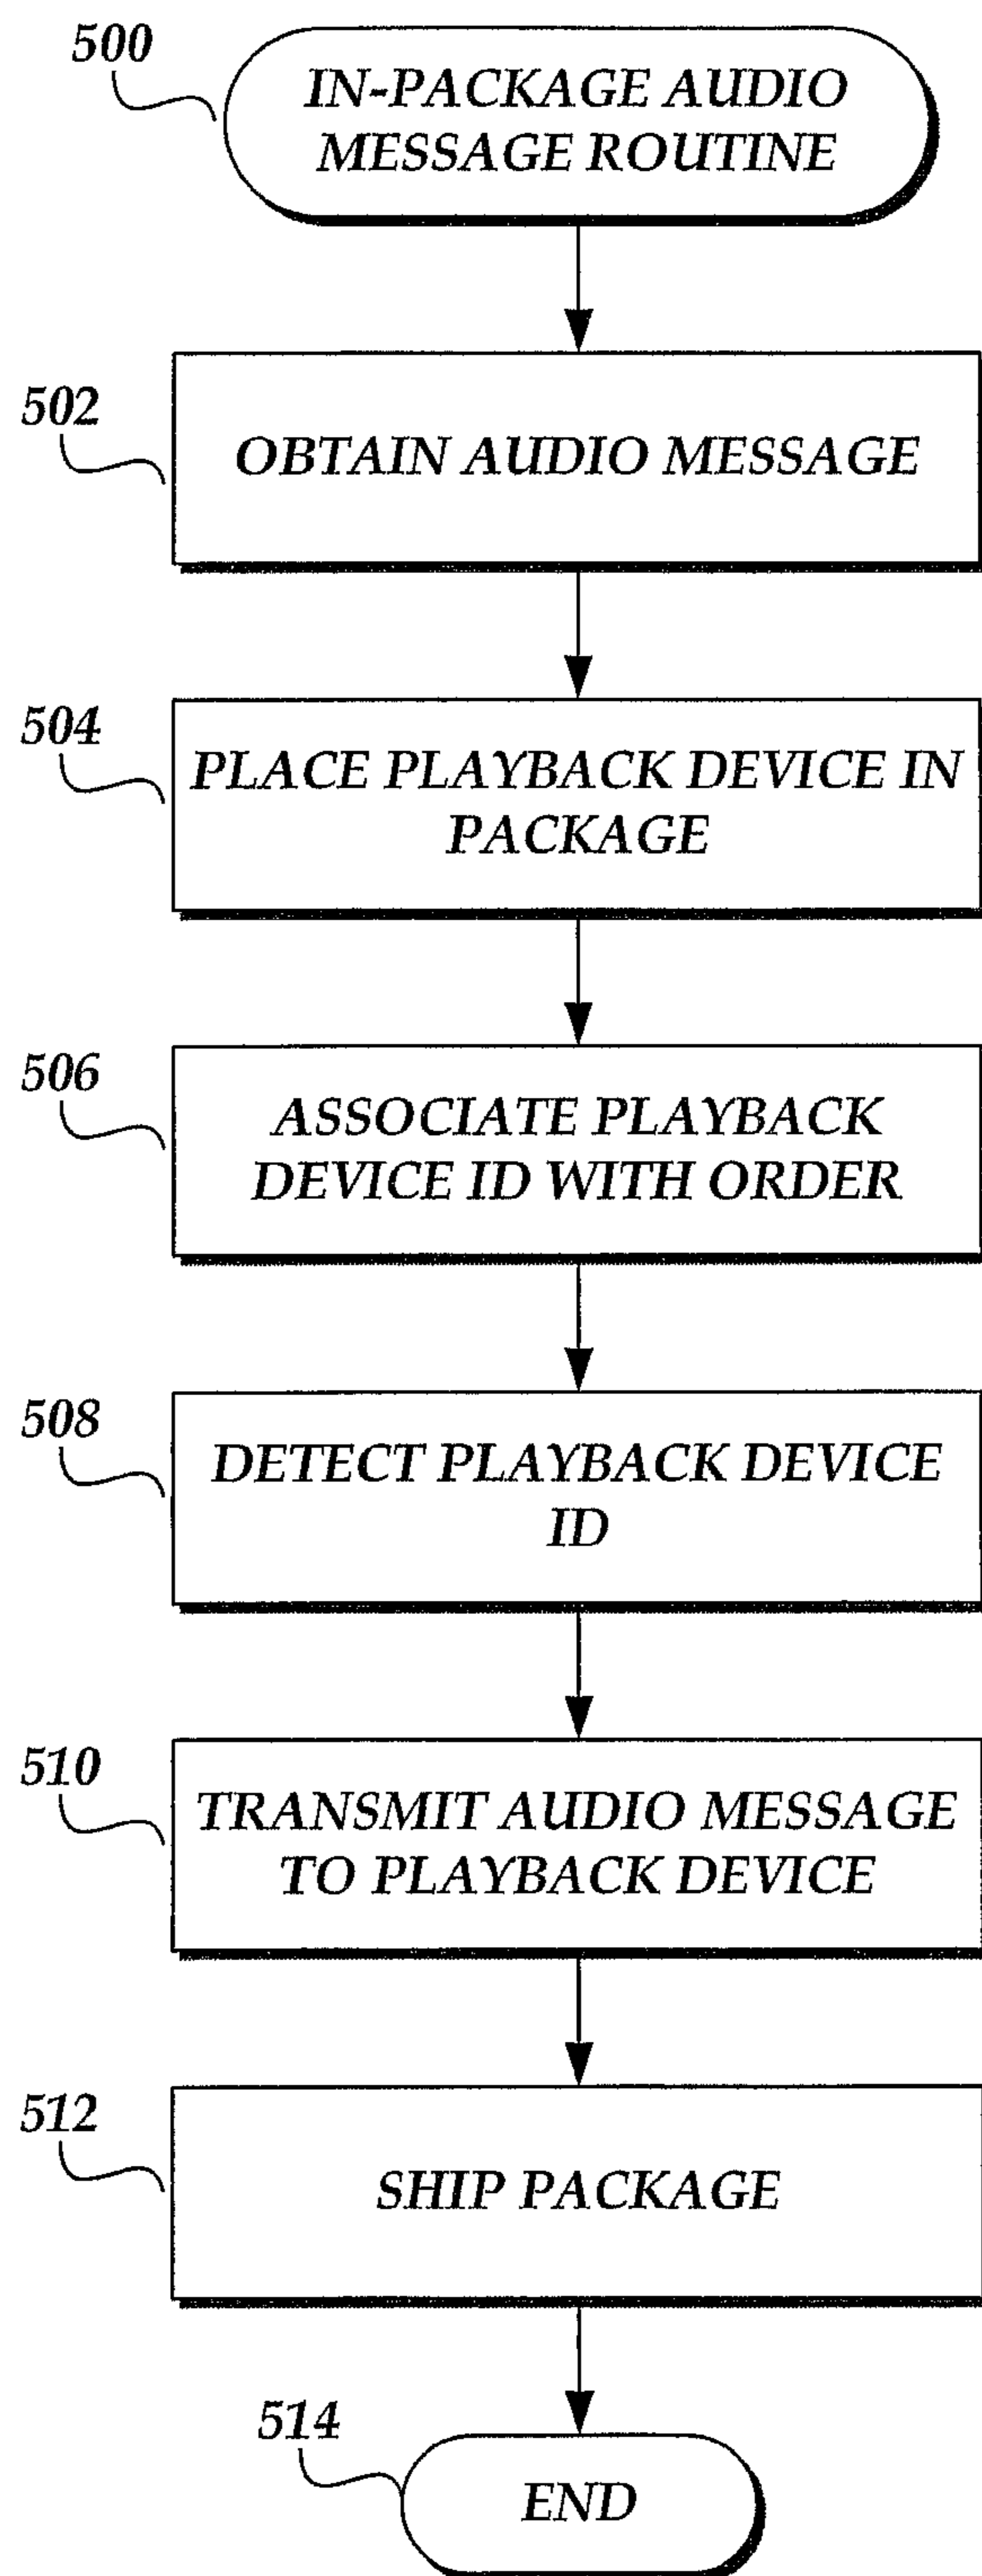 500
IN-PACKAGE AUDIO
MESSAGE ROUTINE
502
OBTAIN AUDIO MESSAGE
504
PLACE PLAYBACK DEVICE IN
PACKAGE
506
ASSOCIATE PLAYBACK
DEVICE ID WITH ORDER
508
DETECT PLAYBACK DEVICE
ID
510
TRANSMIT AUDIO MESSAGE
TO PLAYBACK DEVICE
512
SHIP PACKAGE
514
END